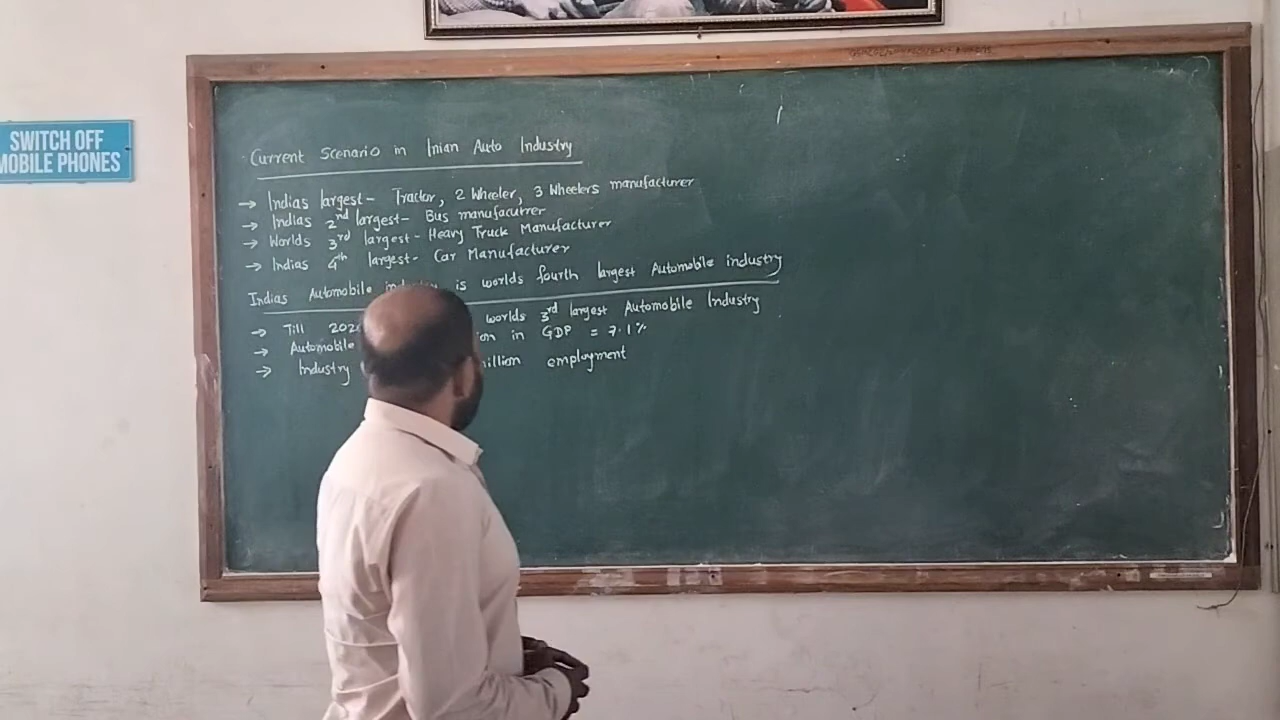 SWITCH OFF
MOBILE PHONES
Current Scenario in Inian Auto Industry
→ Indias largest - Tractor, 2 Wheeler, 3 Wheelers manufacturer
→ Indias 2nd largest - Bus manufacutrer
→ Worlds 3rd largest - Heavy Truck Manufacturer
→ Indias 4th largest - Car Manufacturer
Indias Automobile industry is worlds fourth largest Automobile industry
→ Till worlds 3rd largest Automobile Industry
→ Automobile in GDP = 7.1%
→ Industry employment